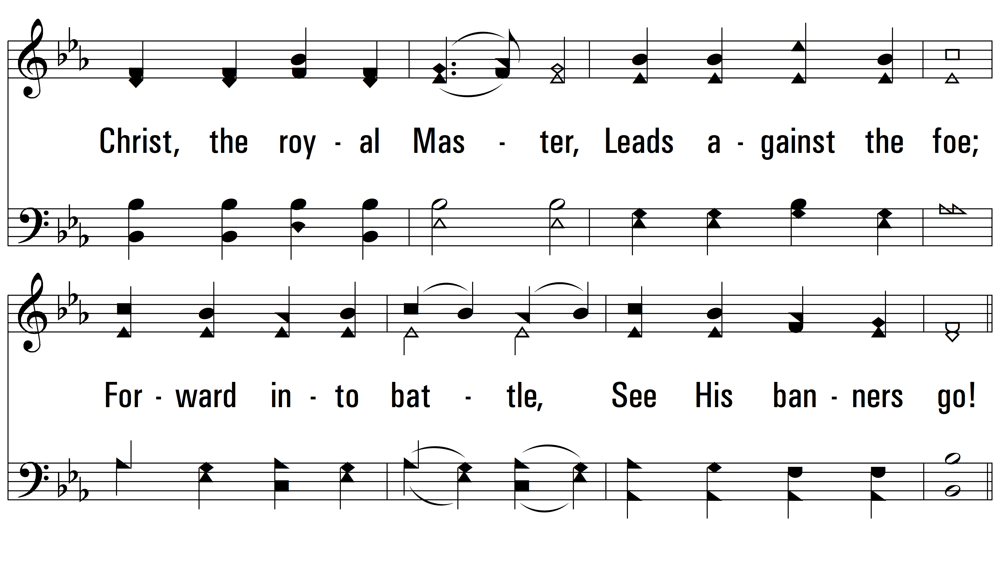 Christ, the roy - al Mas - ter, Leads a - gainst the foe;
For - ward in - to bat - tle, See His ban - ners go!